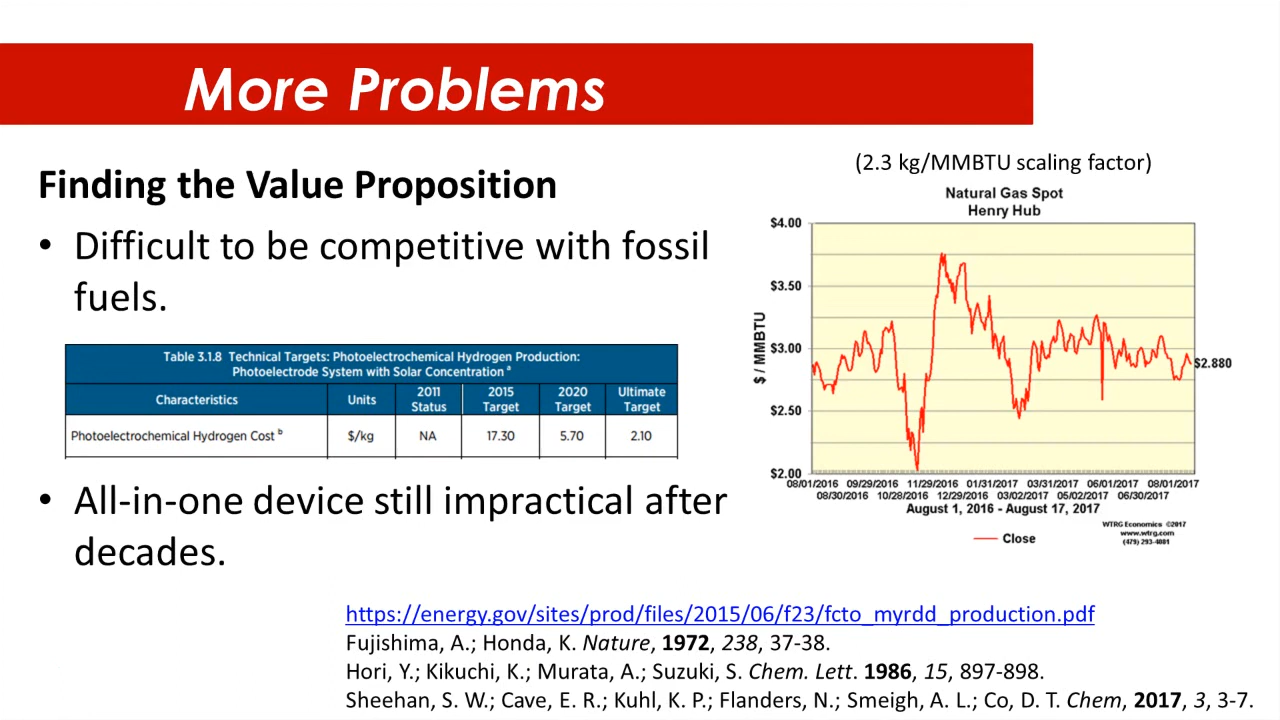 More Problems
Finding the Value Proposition
• Difficult to be competitive with fossil
fuels.
Table 3.1.8 Technical Targets: Photoelectrochemical Hydrogen Production:
Photoelectrode System with Solar Concentration a
Characteristics Units 2011 Status 2015 Target 2020 Target Ultimate Target
Photoelectrochemical Hydrogen Cost b $/kg NA 17.30 5.70 2.10
• All-in-one device still impractical after
decades.
(2.3 kg/MMBTU scaling factor)
Natural Gas Spot
Henry Hub
$ / MMBTU
$4.00
$3.50
$3.00
$2.50
$2.00
$2.880
08/01/2016 09/29/2016 11/29/2016 01/31/2017 03/31/2017 06/01/2017 08/01/2017
08/30/2016 10/28/2016 12/29/2016 03/02/2017 05/02/2017 06/30/2017
August 1, 2016 - August 17, 2017
WTRG Economics ©2017
www.wtrg.com
(479) 293-4081
Close
https://energy.gov/sites/prod/files/2015/06/f23/fcto_myrdd_production.pdf
Fujishima, A.; Honda, K. Nature, 1972, 238, 37-38.
Hori, Y.; Kikuchi, K.; Murata, A.; Suzuki, S. Chem. Lett. 1986, 15, 897-898.
Sheehan, S. W.; Cave, E. R.; Kuhl, K. P.; Flanders, N.; Smeigh, A. L.; Co, D. T. Chem, 2017, 3, 3-7.